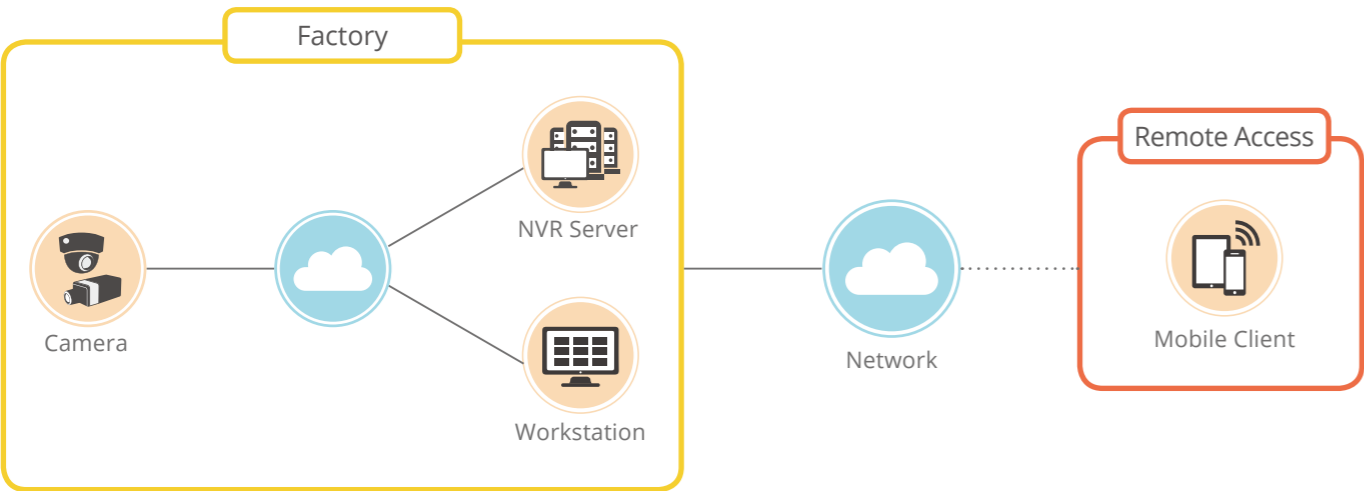 Factory
Remote Access
NVR Server
Camera
Mobile Client
Network
Workstation